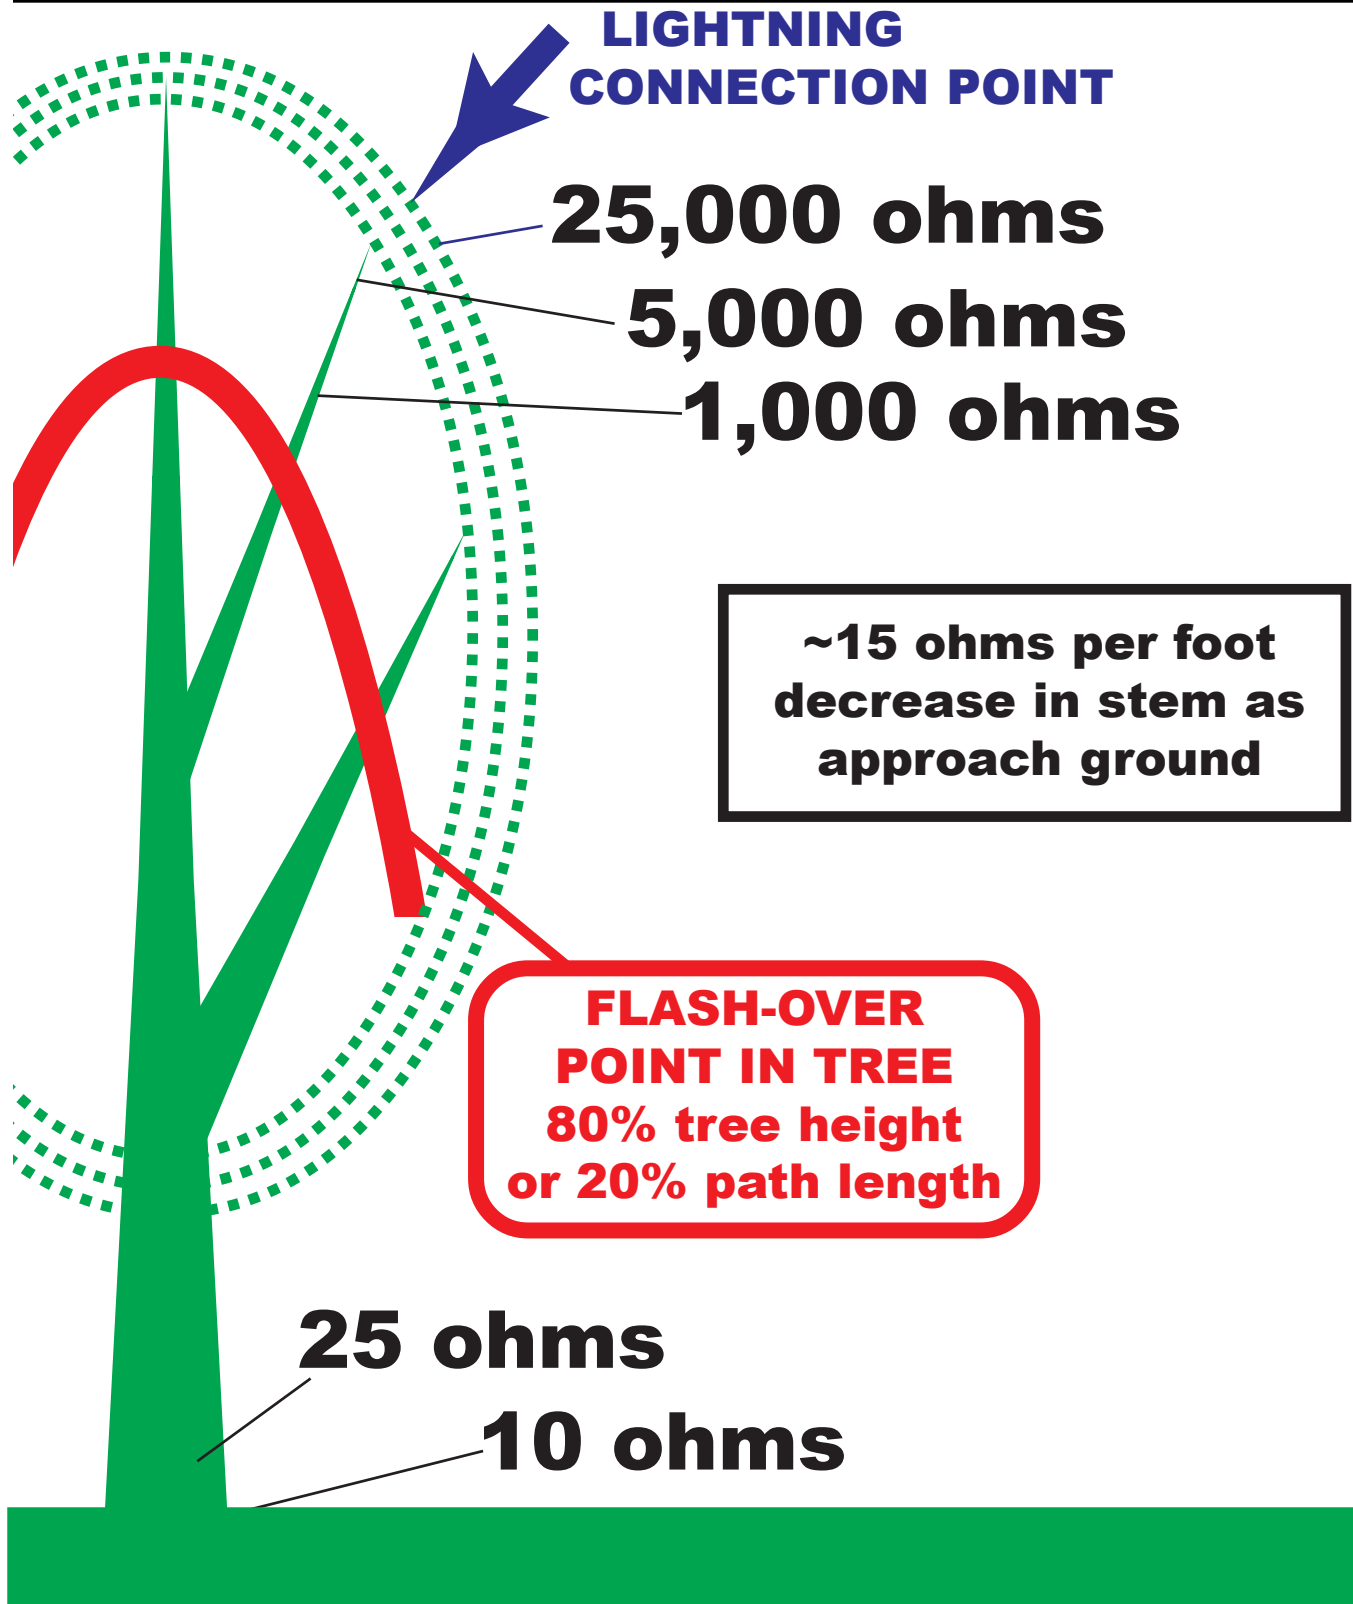 LIGHTNING
CONNECTION POINT
25,000 ohms
5,000 ohms
1,000 ohms
~15 ohms per foot
decrease in stem as
approach ground
FLASH-OVER
POINT IN TREE
80% tree height
or 20% path length
25 ohms
10 ohms